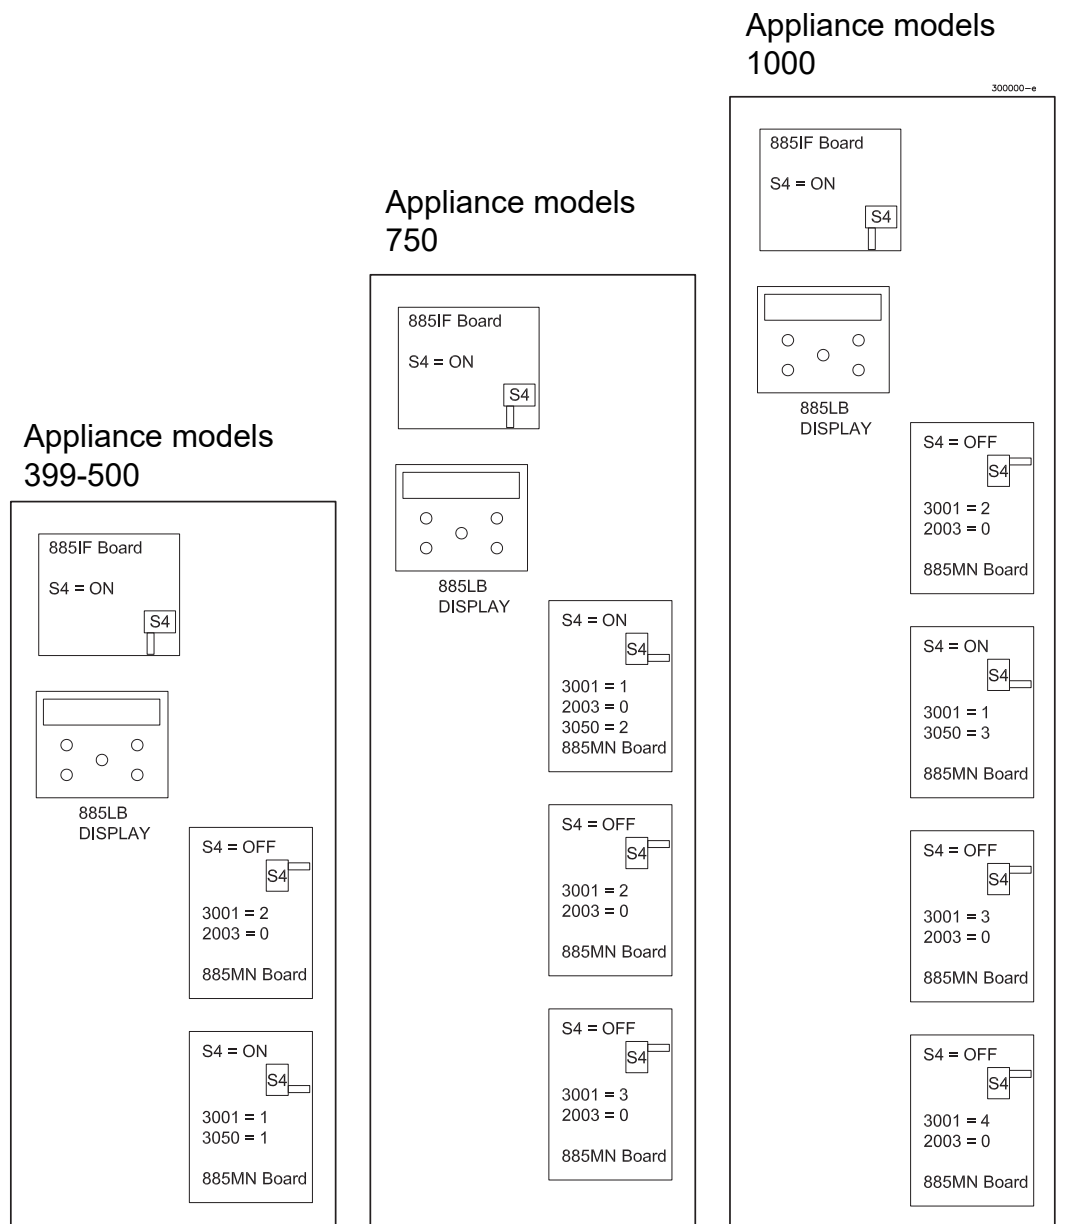 Appliance models
399-500
885IF Board
S4 = ON
S4
885LB
DISPLAY
S4 = OFF
S4
3001 = 2
2003 = 0
885MN Board
S4 = ON
S4
3001 = 1
3050 = 1
885MN Board
Appliance models
750
885IF Board
S4 = ON
S4
885LB
DISPLAY
S4 = ON
S4
3001 = 1
2003 = 0
3050 = 2
885MN Board
S4 = OFF
S4
3001 = 2
2003 = 0
885MN Board
S4 = OFF
S4
3001 = 3
2003 = 0
885MN Board
Appliance models
1000
300000-e
885IF Board
S4 = ON
S4
885LB
DISPLAY
S4 = OFF
S4
3001 = 2
2003 = 0
885MN Board
S4 = ON
S4
3001 = 1
3050 = 3
885MN Board
S4 = OFF
S4
3001 = 3
2003 = 0
885MN Board
S4 = OFF
S4
3001 = 4
2003 = 0
885MN Board